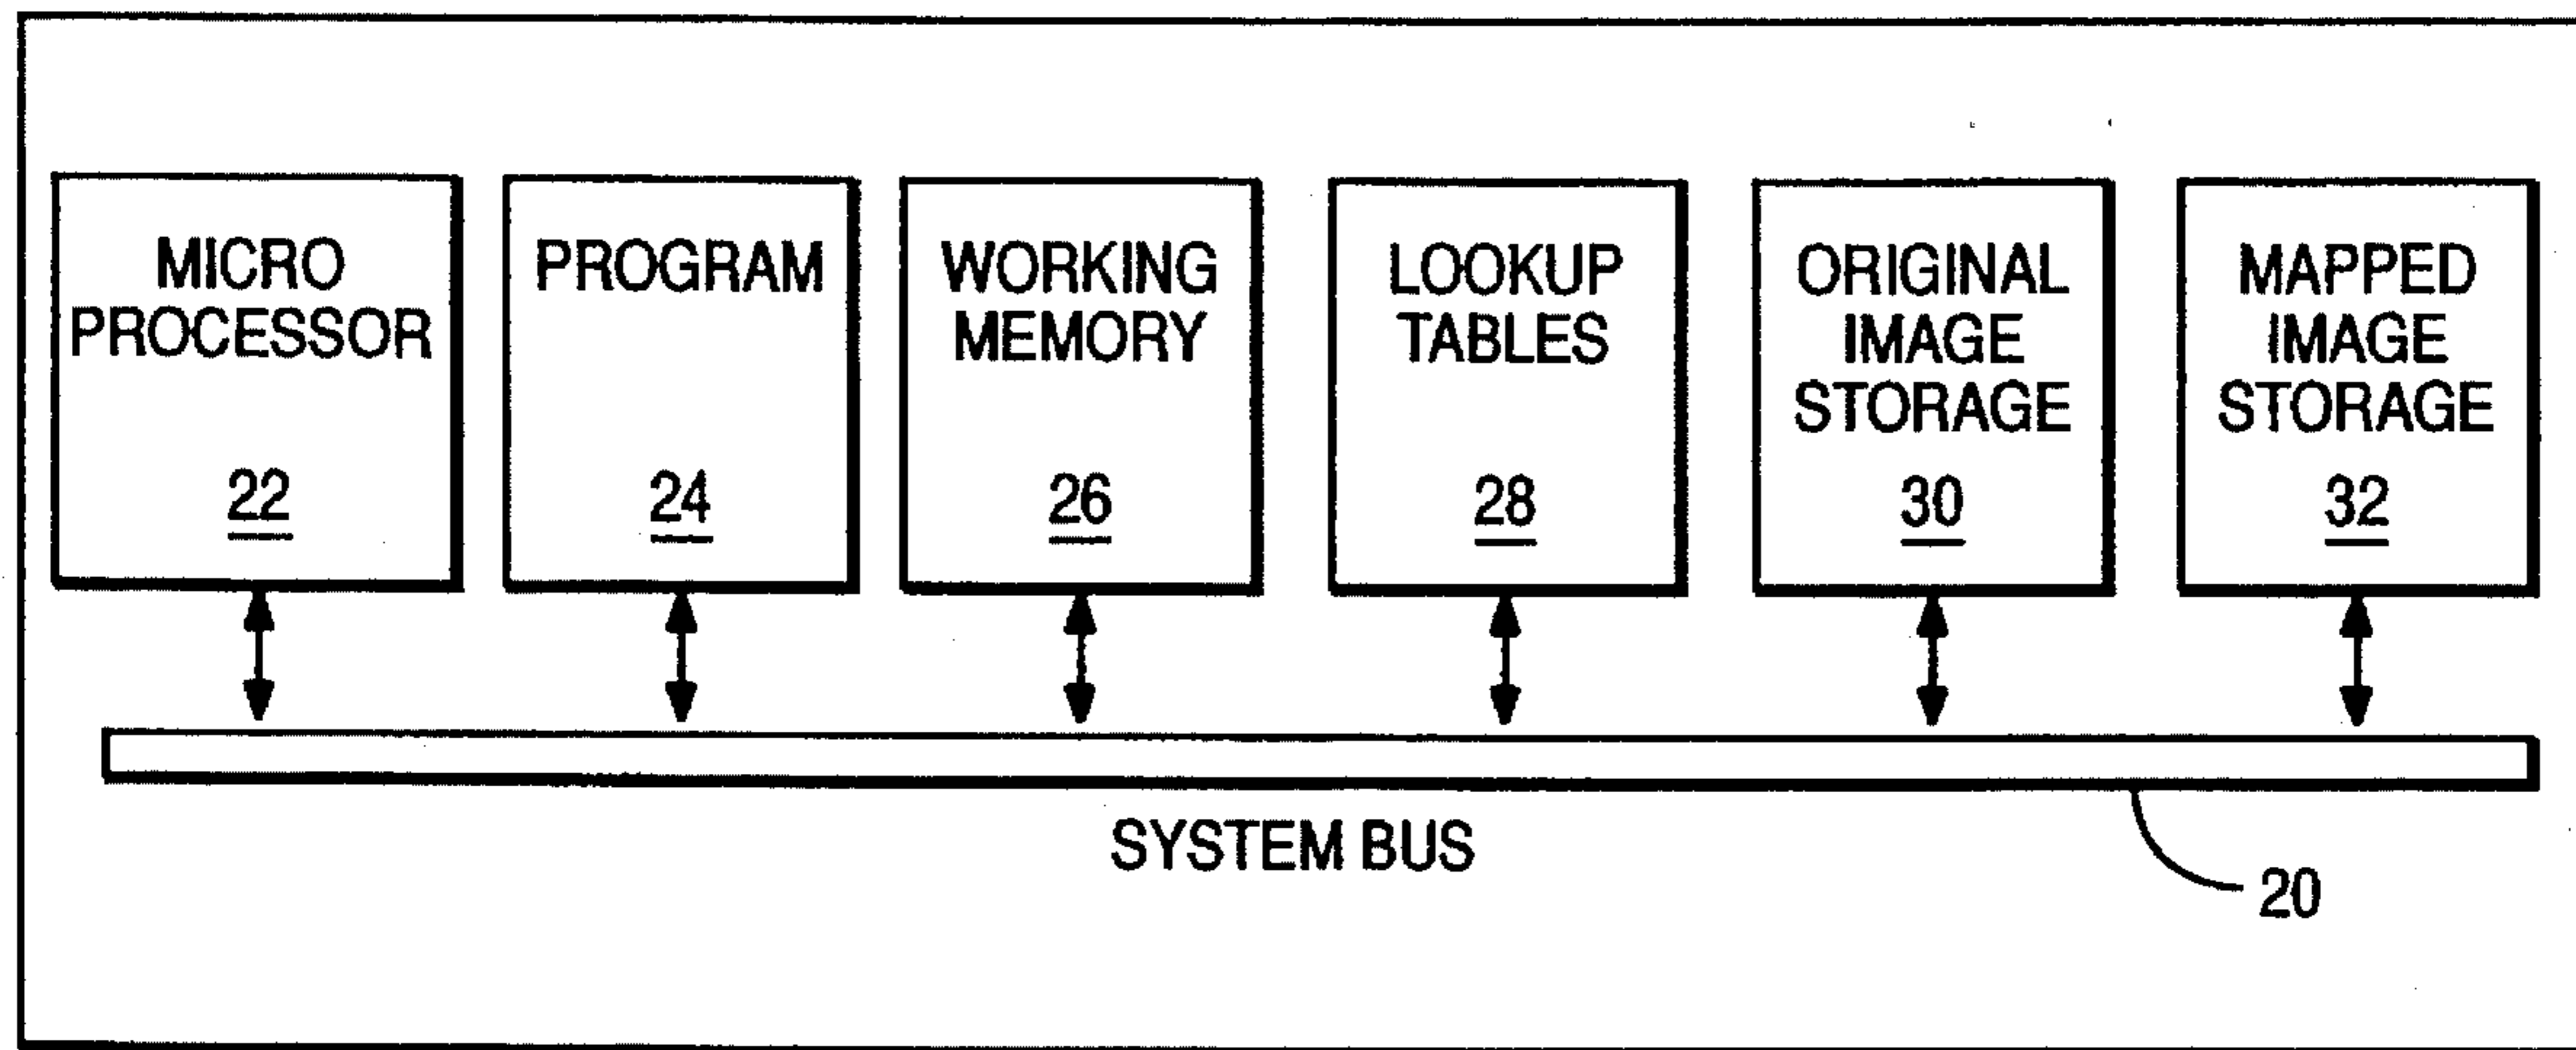 MICRO
PROCESSOR
22
PROGRAM
24
WORKING
MEMORY
26
LOOKUP
TABLES
28
ORIGINAL
IMAGE
STORAGE
30
MAPPED
IMAGE
STORAGE
32
SYSTEM BUS
20